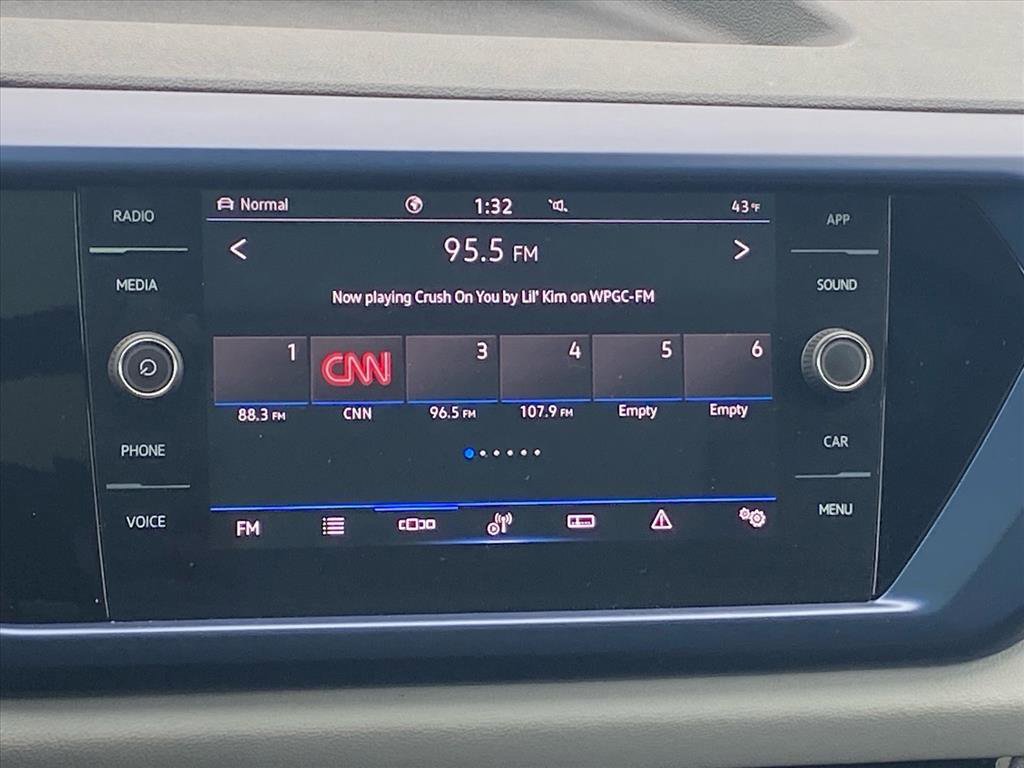 RADIO
MEDIA
PHONE
VOICE
Normal
1:32
43°F
95.5 FM
Now playing Crush On You by Lil' Kim on WPGC-FM
1
CNN
3
4
5
6
88.3 FM
CNN
96.5 FM
107.9 FM
Empty
Empty
FM
APP
SOUND
CAR
MENU